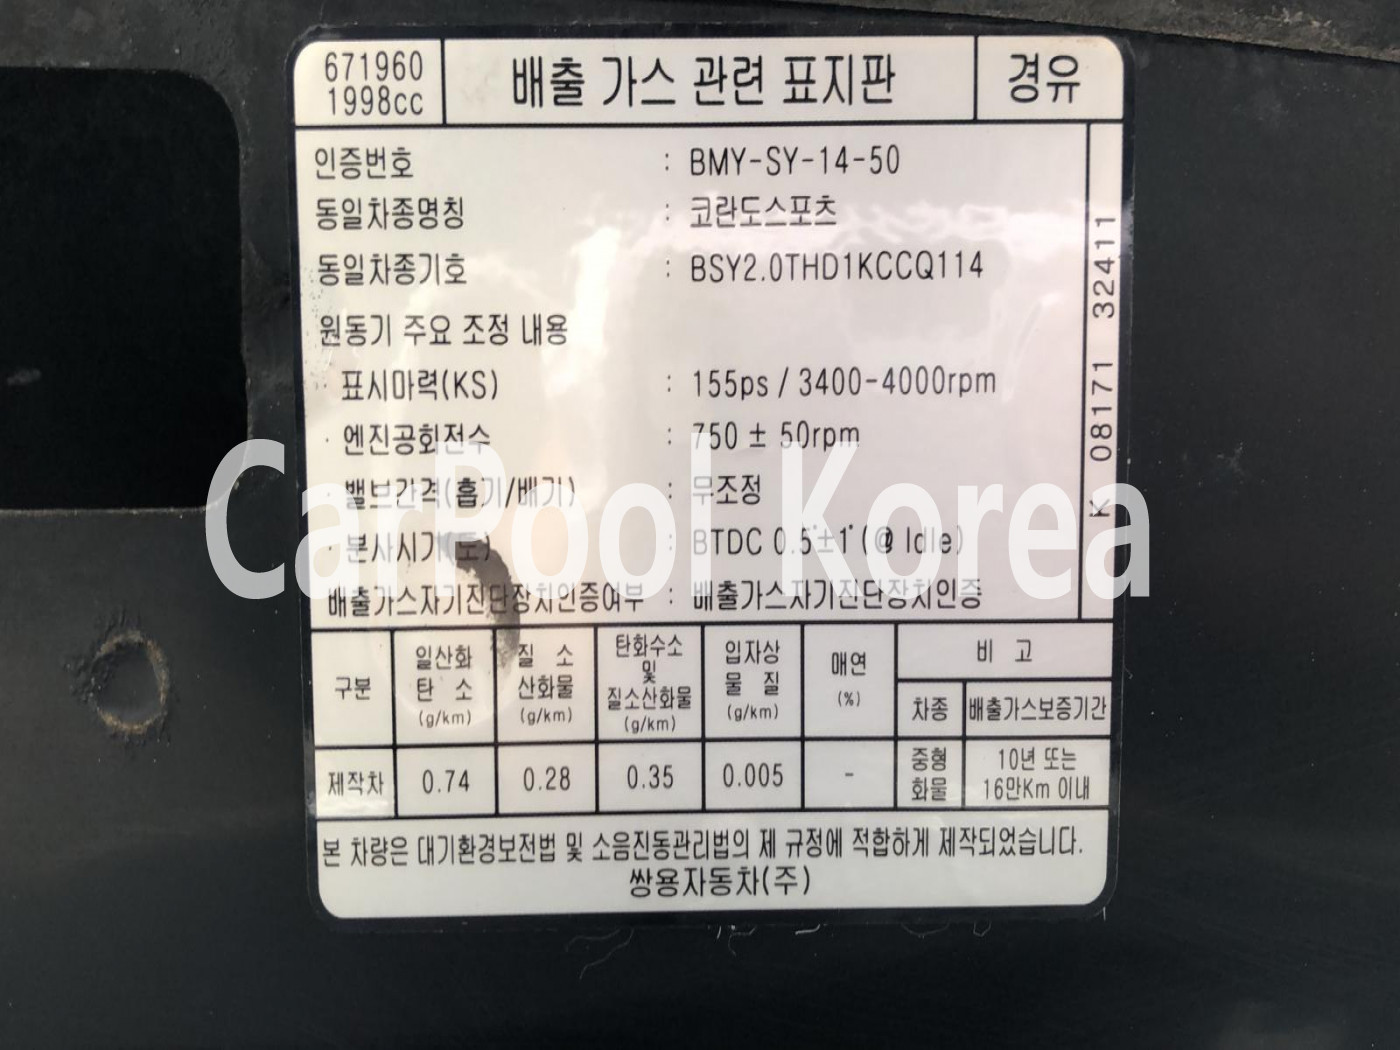 671960
1998cc
배출 가스 관련 표지판
경유
인증번호 : BMY-SY-14-50
동일차종명칭 : 코란도스포츠
동일차종기호 : BSY2.0THD1KCCQ114
원동기 주요 조정 내용
· 표시마력(KS) : 155ps / 3400-4000rpm
· 엔진공회전수 : 750 ± 50rpm
· 밸브간격(흡기/배기) : 무조정
· 분사시기(도) : BTDC 0.5°±1° (@ Idle)
배출가스자기진단장치인증여부 : 배출가스자기진단장치인증
K 08171 32411
구분
일산화
탄 소
(g/km)
질 소
산화물
(g/km)
탄화수소
및
질소산화물
(g/km)
입자상
물 질
(g/km)
매연
(%)
비 고
차종
배출가스보증기간
제작차
0.74
0.28
0.35
0.005
-
중형
화물
10년 또는
16만Km 이내
본 차량은 대기환경보전법 및 소음진동관리법의 제 규정에 적합하게 제작되었습니다.
쌍용자동차(주)
CarPool Korea